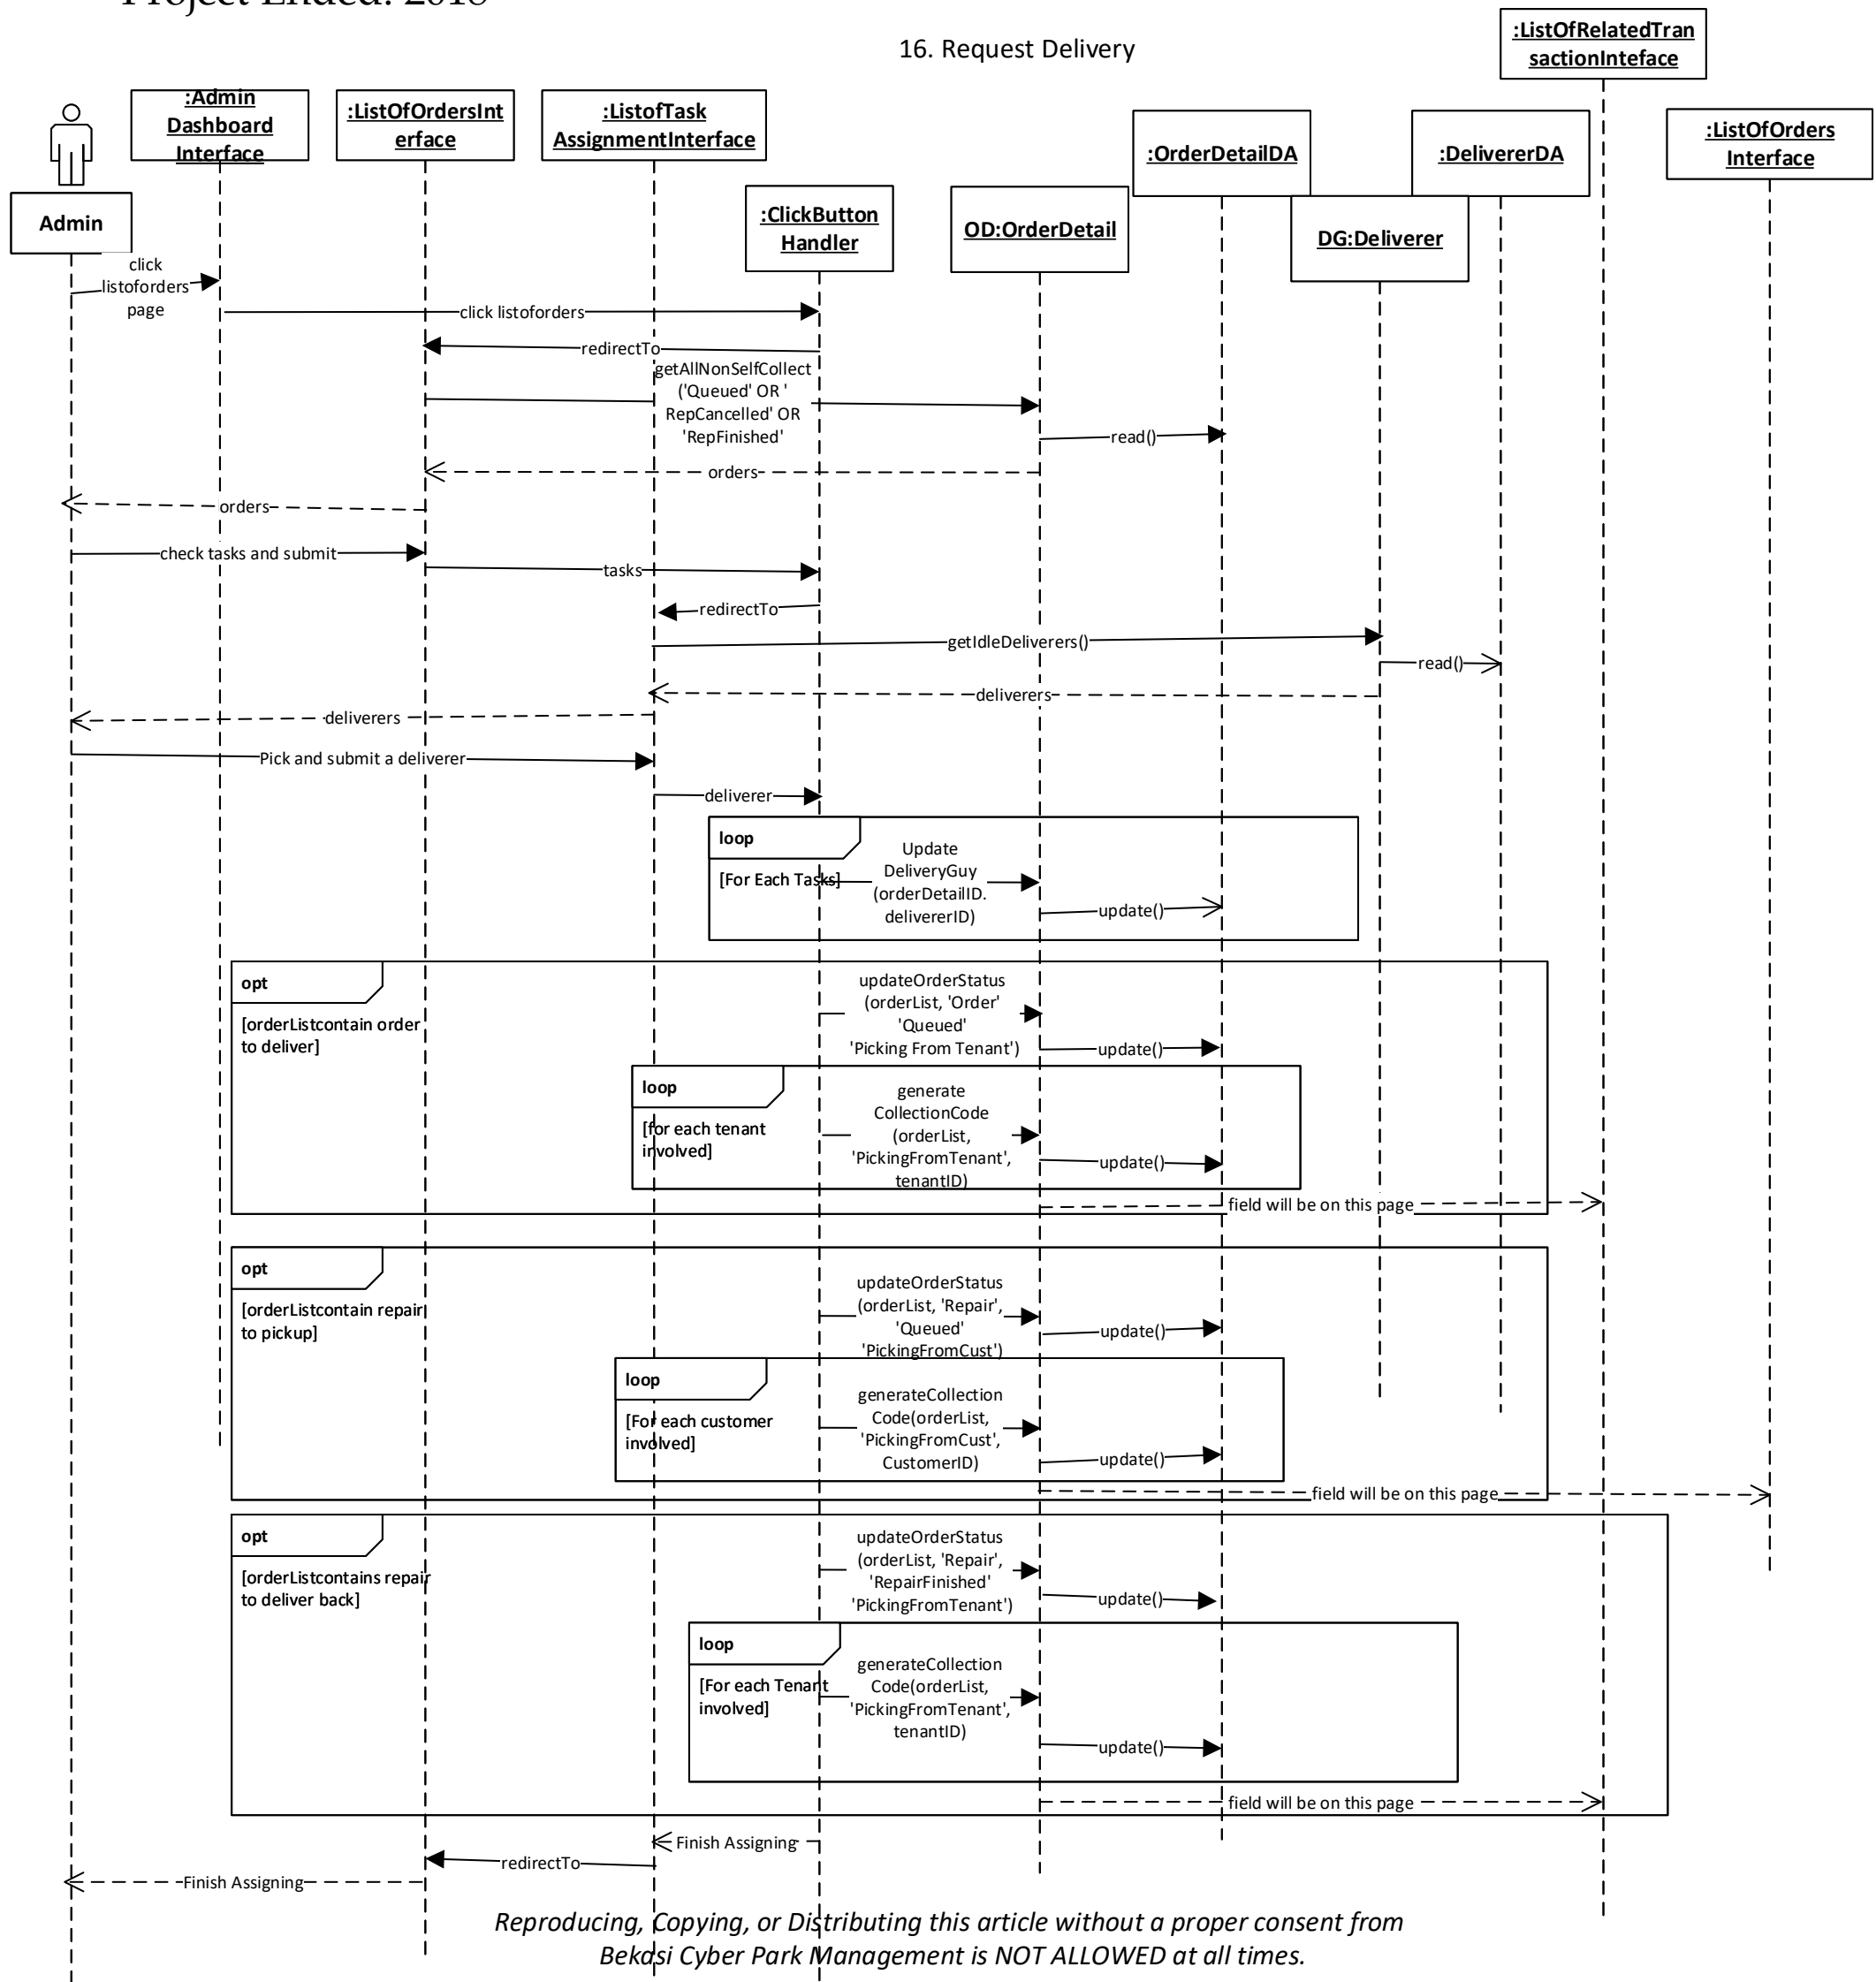 Project Ended: 2018
16. Request Delivery
:ListOfRelatedTran
sactionInteface
:Admin
Dashboard
Interface
:ListOfOrdersInt
erface
:ListofTask
AssignmentInterface
:OrderDetailDA
:DelivererDA
:ListOfOrders
Interface
Admin
:ClickButton
Handler
OD:OrderDetail
DG:Deliverer
click
listoforders
page
click listoforders
redirectTo
getAllNonSelfCollect
('Queued' OR '
RepCancelled' OR
'RepFinished'
read()
orders
orders
check tasks and submit
tasks
redirectTo
getIdleDeliverers()
read()
deliverers
deliverers
Pick and submit a deliverer
deliverer
loop
[For Each Tasks]
Update
DeliveryGuy
(orderDetailID.
delivererID)
update()
opt
[orderListcontain order
to deliver]
updateOrderStatus
(orderList, 'Order'
'Queued'
'Picking From Tenant')
update()
loop
[for each tenant
involved]
generate
CollectionCode
(orderList,
'PickingFromTenant',
tenantID)
update()
field will be on this page
opt
[orderListcontain repair
to pickup]
updateOrderStatus
(orderList, 'Repair',
'Queued'
'PickingFromCust')
update()
loop
[For each customer
involved]
generateCollection
Code(orderList,
'PickingFromCust',
CustomerID)
update()
field will be on this page
opt
[orderListcontains repair
to deliver back]
updateOrderStatus
(orderList, 'Repair',
'RepairFinished'
'PickingFromTenant')
update()
loop
[For each Tenant
involved]
generateCollection
Code(orderList,
'PickingFromTenant',
tenantID)
update()
field will be on this page
Finish Assigning
redirectTo
Finish Assigning
Reproducing, Copying, or Distributing this article without a proper consent from
Bekasi Cyber Park Management is NOT ALLOWED at all times.